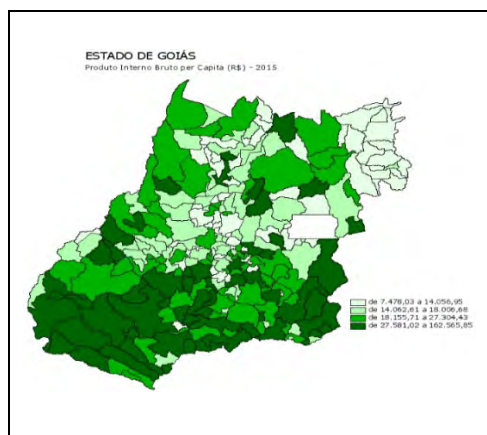 ESTADO DE GOIÁS
Produto Interno Bruto per Capita (R$) - 2015
de 7.478,03 a 14.056,95
de 14.062,61 a 18.006,68
de 18.155,71 a 27.304,43
de 27.581,02 a 162.565,85